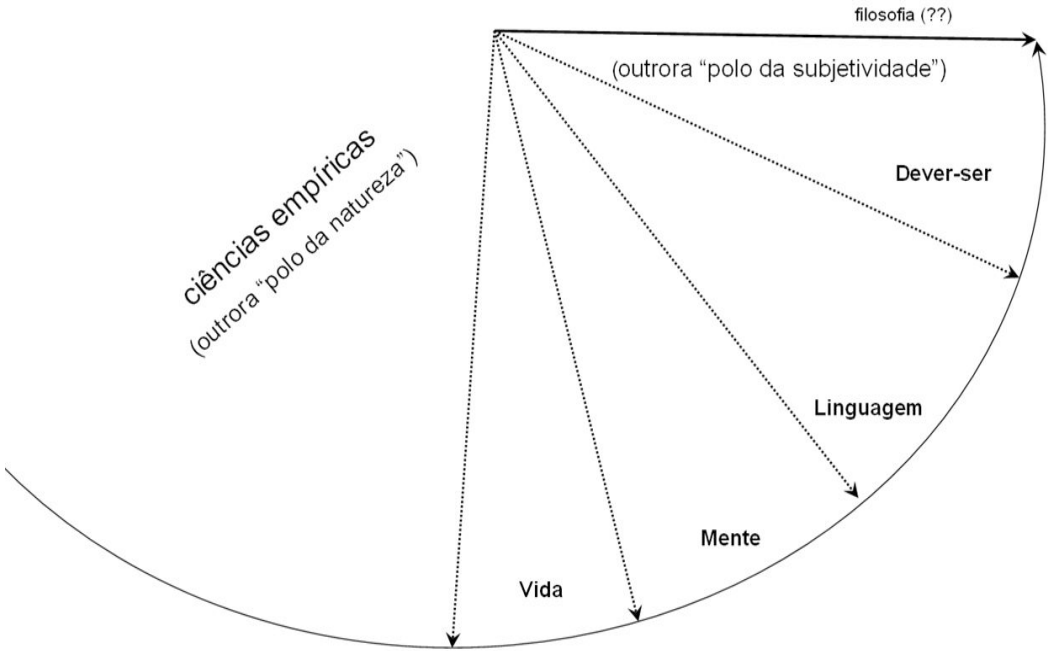 filosofia (??)
(outrora “polo da subjetividade”)
ciências empíricas
(outrora “polo da natureza”)
Dever-ser
Linguagem
Mente
Vida